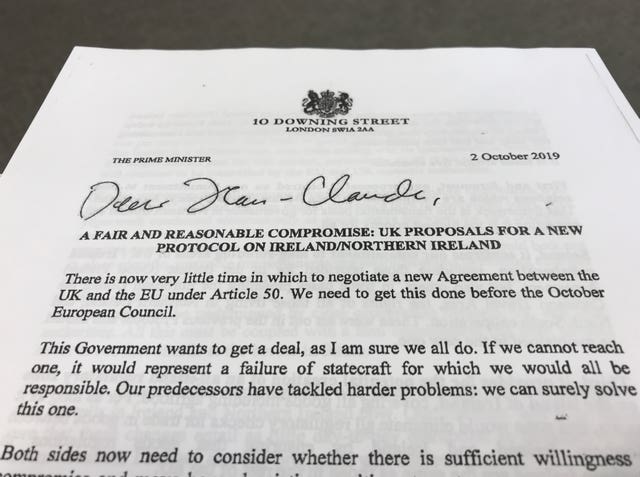 10 DOWNING STREET
LONDON SW1A 2AA
THE PRIME MINISTER
2 October 2019
Dear Jean-Claude,
A FAIR AND REASONABLE COMPROMISE: UK PROPOSALS FOR A NEW
PROTOCOL ON IRELAND/NORTHERN IRELAND
There is now very little time in which to negotiate a new Agreement between the
UK and the EU under Article 50. We need to get this done before the October
European Council.
This Government wants to get a deal, as I am sure we all do. If we cannot reach
one, it would represent a failure of statecraft for which we would all be
responsible. Our predecessors have tackled harder problems: we can surely solve
this one.
Both sides now need to consider whether there is sufficient willingness